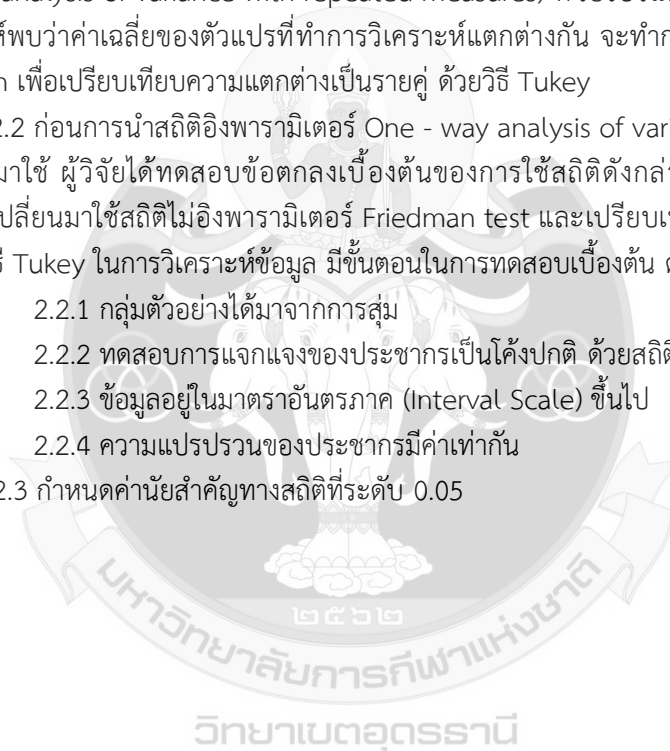 analysis of variance with repeated measures)
ห์พบว่าค่าเฉลี่ยของตัวแปรที่ทำการวิเคราะห์แตกต่างกัน จะทำก
เพื่อเปรียบเทียบความแตกต่างเป็นรายคู่ ด้วยวิธี Tukey
2.2 ก่อนการนำสถิติอิงพารามิเตอร์ One - way analysis of vari
มาใช้ ผู้วิจัยได้ทดสอบข้อตกลงเบื้องต้นของการใช้สถิติดังกล่
เปลี่ยนมาใช้สถิติไม่อิงพารามิเตอร์ Friedman test และเปรียบเ
ธี Tukey ในการวิเคราะห์ข้อมูล มีขั้นตอนในการทดสอบเบื้องต้น
2.2.1 กลุ่มตัวอย่างได้มาจากการสุ่ม
2.2.2 ทดสอบการแจกแจงของประชากรเป็นโค้งปกติ ด้วยสถิติ
2.2.3 ข้อมูลอยู่ในมาตราอันตรภาค (Interval Scale) ขึ้นไป
2.2.4 ความแปรปรวนของประชากรมีค่าเท่ากัน
2.3 กำหนดค่านัยสำคัญทางสถิติที่ระดับ 0.05
๒๕๖๒
มหาวิทยาลัยการกีฬาแห่งชาติ
วิทยาเขตอุดรธานี